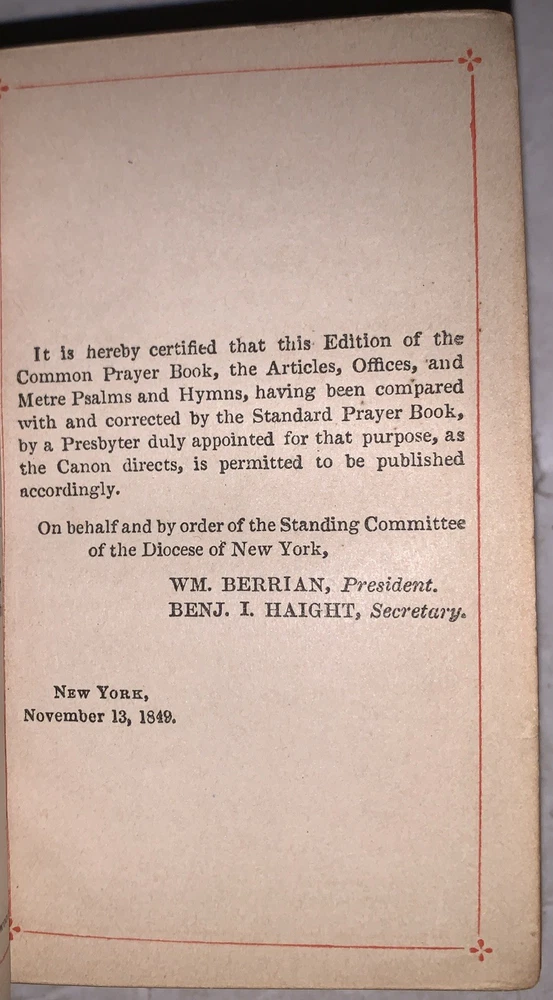 It is hereby certified that this Edition of the
Common Prayer Book, the Articles, Offices, and
Metre Psalms and Hymns, having been compared
with and corrected by the Standard Prayer Book,
by a Presbyter duly appointed for that purpose, as
the Canon directs, is permitted to be published
accordingly.
On behalf and by order of the Standing Committee
of the Diocese of New York,
WM. BERRIAN, President.
BENJ. I. HAIGHT, Secretary.
NEW YORK,
November 13, 1849.